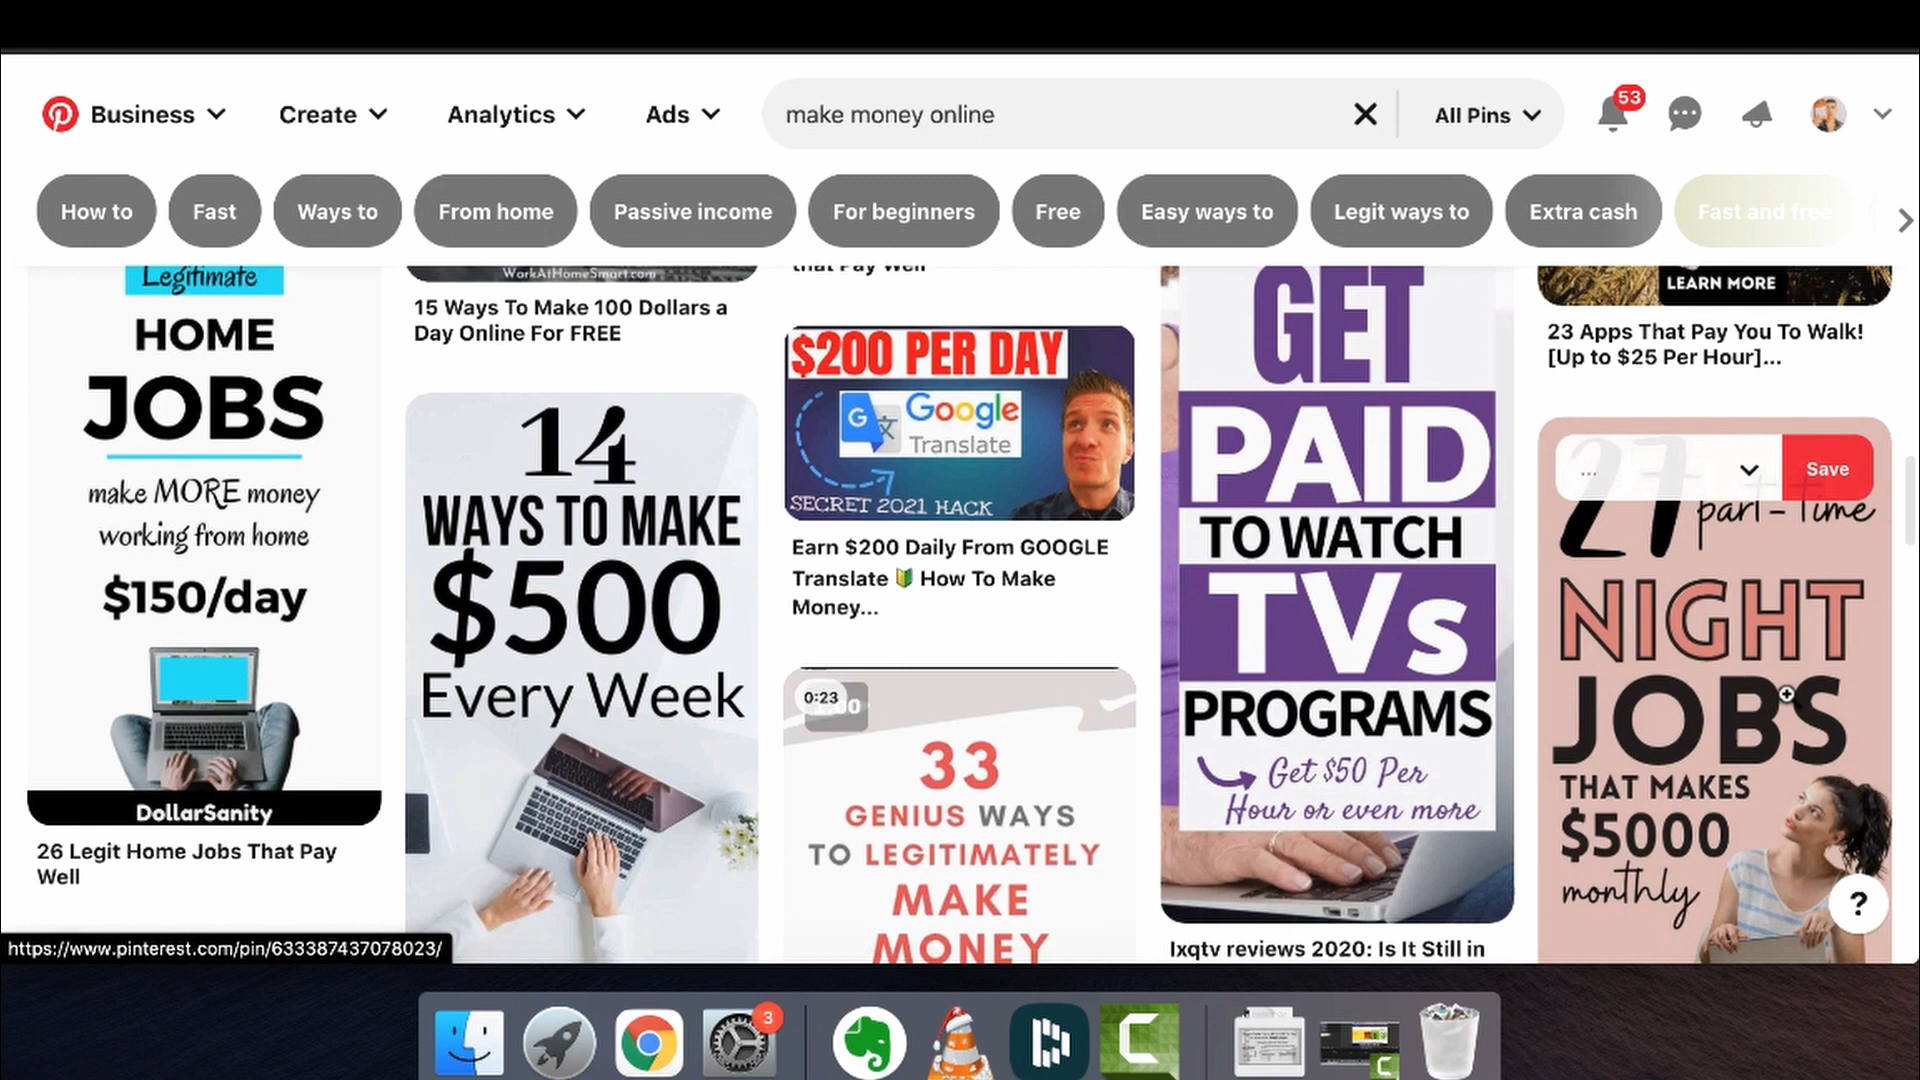 Business
Create
Analytics
Ads
make money online
All Pins
53
How to
Fast
Ways to
From home
Passive income
For beginners
Free
Easy ways to
Legit ways to
Extra cash
Fast and free
Legitimate
HOME
JOBS
make MORE money
working from home
$150/day
DollarSanity
26 Legit Home Jobs That Pay
Well
WorkAtHomeSmart.com
15 Ways To Make 100 Dollars a
Day Online For FREE
14
WAYS TO MAKE
$500
Every Week
that Pay Well
$200 PER DAY
G
Google
Translate
SECRET 2021 HACK
Earn $200 Daily From GOOGLE
Translate 🔰 How To Make
Money...
0:23
33
GENIUS WAYS
TO LEGITIMATELY
MAKE
MONEY
GET
PAID
TO WATCH
TVs
PROGRAMS
Get $50 Per
Hour or even more
Ixqtv reviews 2020: Is It Still in
LEARN MORE
23 Apps That Pay You To Walk!
[Up to $25 Per Hour]...
...
Save
27 part-time
NIGHT
JOBS
THAT MAKES
$5000
monthly
?
https://www.pinterest.com/pin/633387437078023/
3